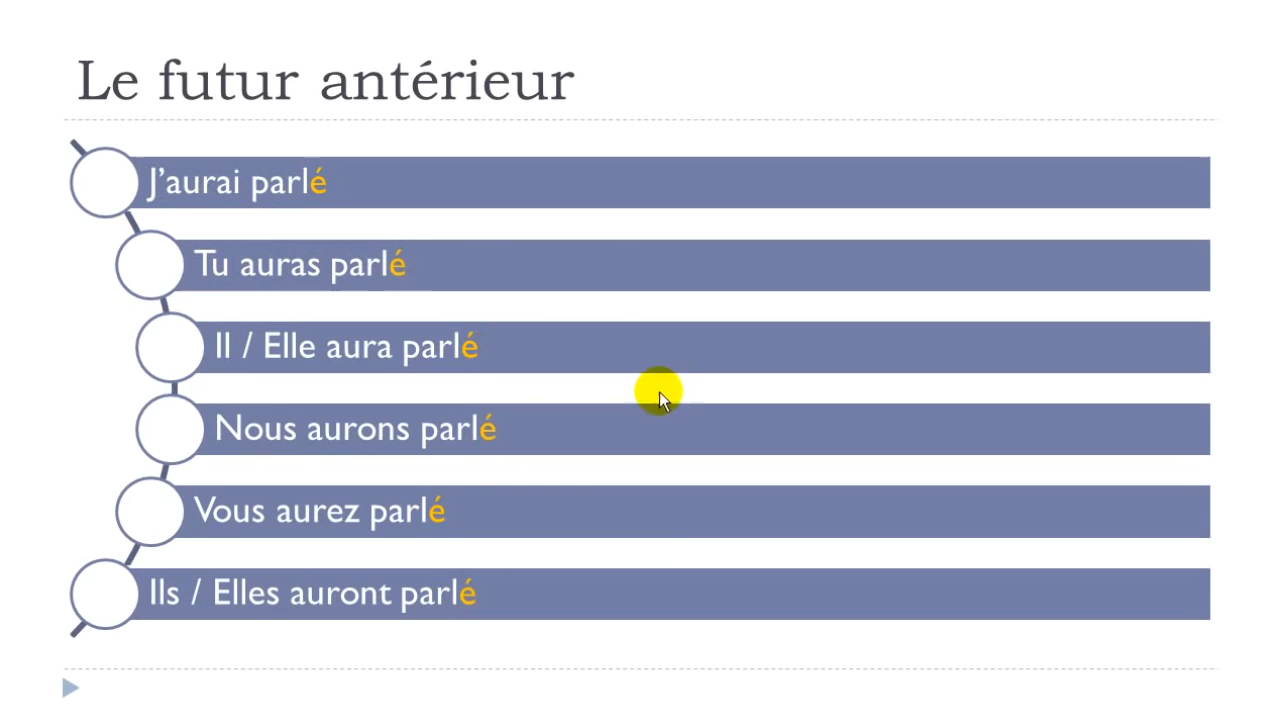 Le futur antérieur
J’aurai parlé
Tu auras parlé
Il / Elle aura parlé
Nous aurons parlé
Vous aurez parlé
Ils / Elles auront parlé